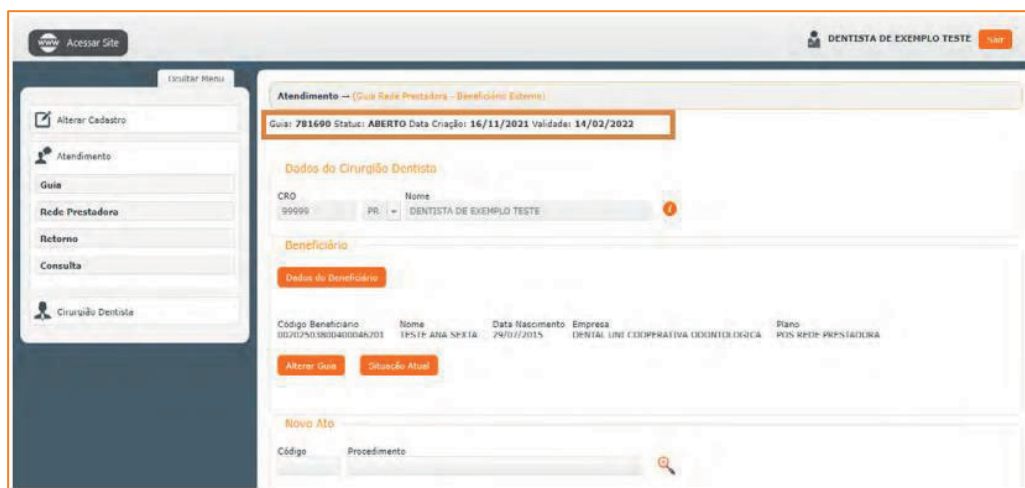 www Acessar Site
DENTISTA DE EXEMPLO TESTE Sair
Ocultar Menu
Alterar Cadastro
Atendimento
Guia
Rede Prestadora
Retorno
Consulta
Cirurgião Dentista
Atendimento → (Guia Rede Prestadora - Beneficiário Externo)
Guia: 781690 Status: ABERTO Data Criação: 16/11/2021 Validade: 14/02/2022
Dados do Cirurgião Dentista
CRO Nome
99999 PR DENTISTA DE EXEMPLO TESTE
Beneficiário
Dados do Beneficiário
Código Beneficiário Nome Data Nascimento Empresa Plano
TESTE ANA SEXTA 29/07/2015 DENTAL UNI COOPERATIVA ODONTOLOGICA POS REDE PRESTADORA
Alterar Guia Situação Atual
Novo Ato
Código Procedimento